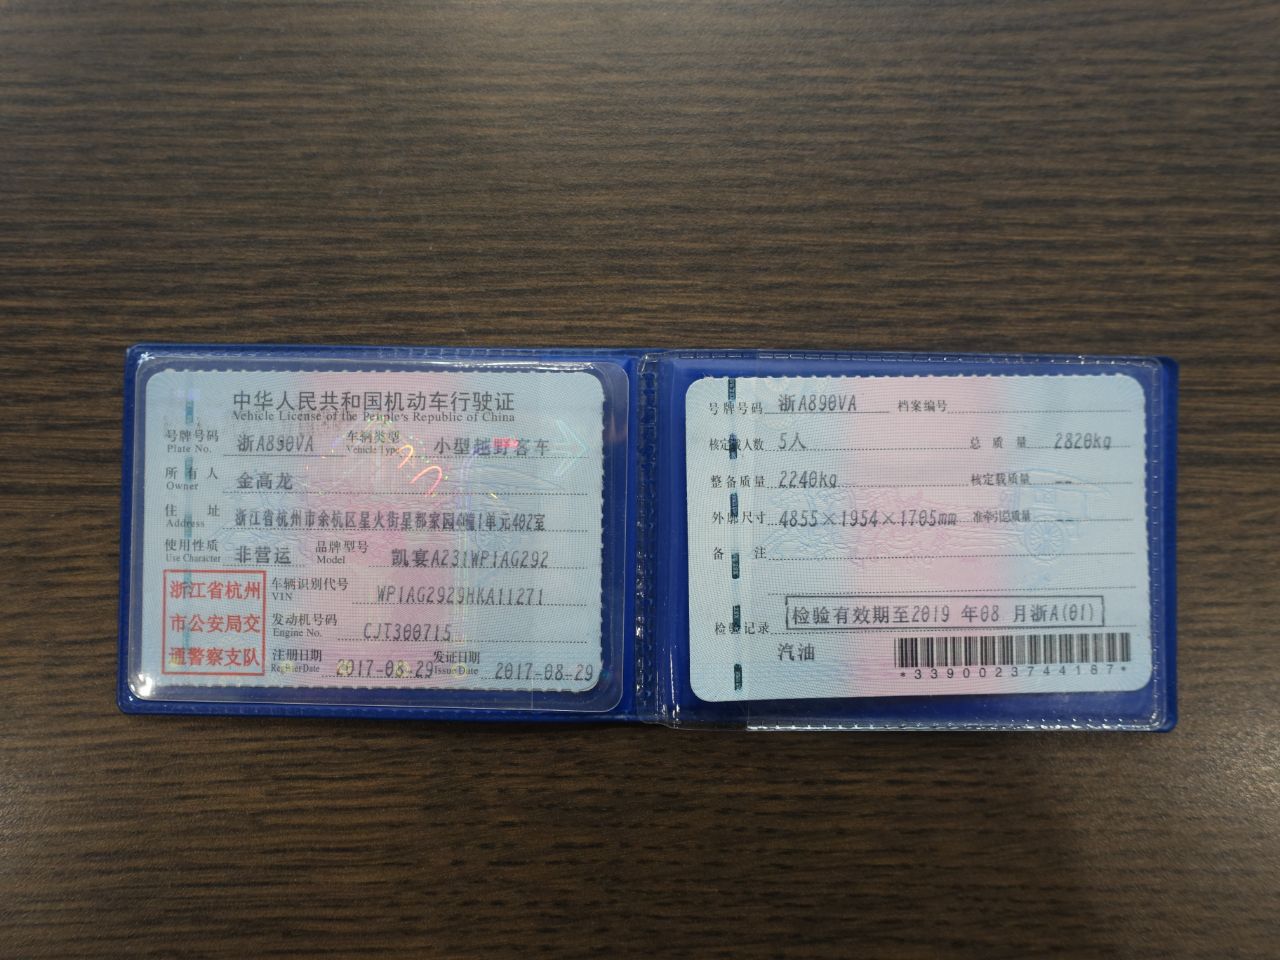 中华人民共和国机动车行驶证
Vehicle License of the People's Republic of China
号牌号码 浙A890VA 车辆类型 小型越野客车
Plate No. Vehicle Type
所有人 金高龙
Owner
住址 浙江省杭州市余杭区星火街星都家园4幢1单元402室
Address
使用性质 非营运 品牌型号 凯宴A231WP1AG292
Use Character Model
浙江省杭州市公安局交通警察支队
车辆识别代号 WP1AG2929HKA11271
VIN
发动机号码 CJT300715
Engine No.
注册日期 2017-08-29 发证日期 2017-08-29
Register Date Issue Date
号牌号码 浙A890VA 档案编号
核定载人数 5人 总质量 2820kg
整备质量 2240kg 核定载质量 --
外廓尺寸 4855×1954×1705mm 准牵引总质量 --
备注
检验记录 检验有效期至2019年08月浙A(01)
汽油
*3390023744187*